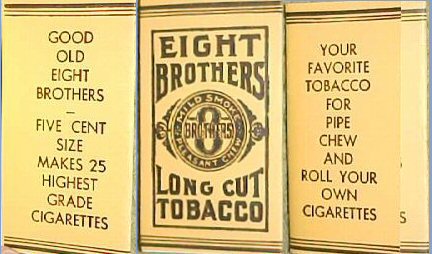 GOOD
OLD
EIGHT
BROTHERS
—
FIVE CENT
SIZE
MAKES 25
HIGHEST
GRADE
CIGARETTES
EIGHT
BROTHERS
MILD SMOKE
8
BROTHERS
PLEASANT CHEW
LONG CUT
TOBACCO
YOUR
FAVORITE
TOBACCO
FOR
PIPE
CHEW
AND
ROLL YOUR
OWN
CIGARETTES
S
S